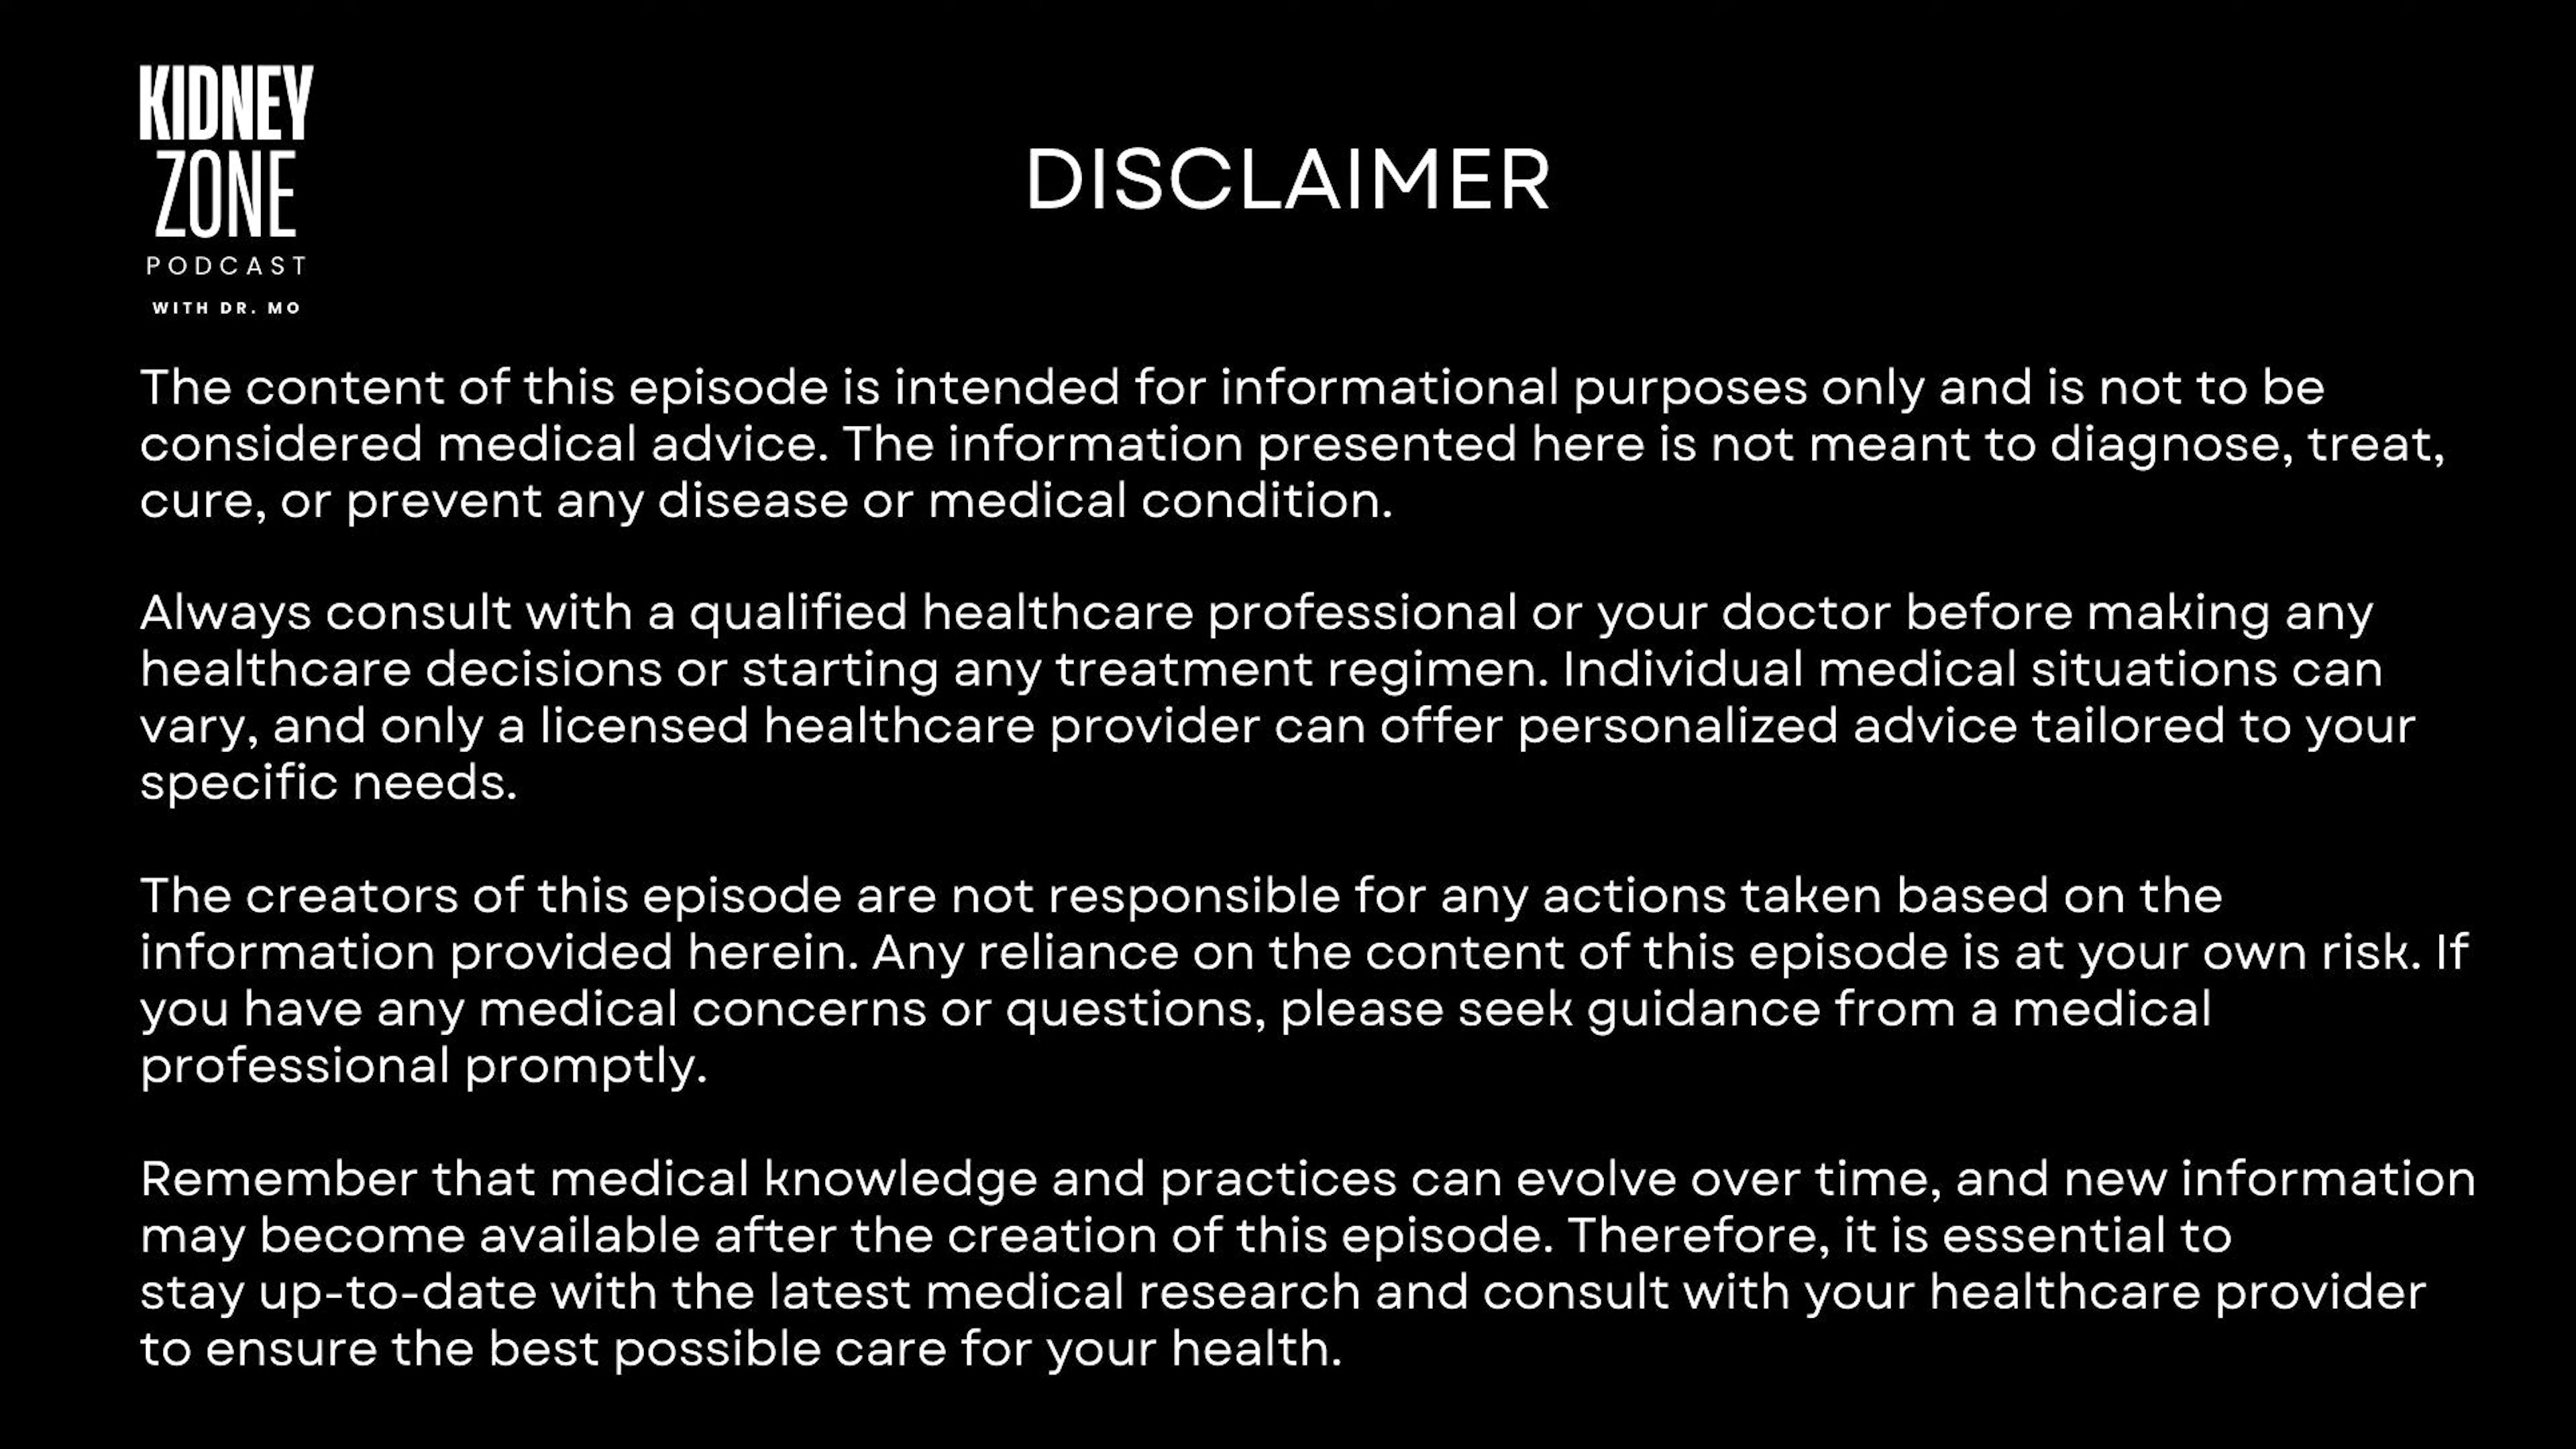 KIDNEY
ZONE
PODCAST
WITH DR. MO
DISCLAIMER
The content of this episode is intended for informational purposes only and is not to be
considered medical advice. The information presented here is not meant to diagnose, treat,
cure, or prevent any disease or medical condition.
Always consult with a qualified healthcare professional or your doctor before making any
healthcare decisions or starting any treatment regimen. Individual medical situations can
vary, and only a licensed healthcare provider can offer personalized advice tailored to your
specific needs.
The creators of this episode are not responsible for any actions taken based on the
information provided herein. Any reliance on the content of this episode is at your own risk. If
you have any medical concerns or questions, please seek guidance from a medical
professional promptly.
Remember that medical knowledge and practices can evolve over time, and new information
may become available after the creation of this episode. Therefore, it is essential to
stay up-to-date with the latest medical research and consult with your healthcare provider
to ensure the best possible care for your health.